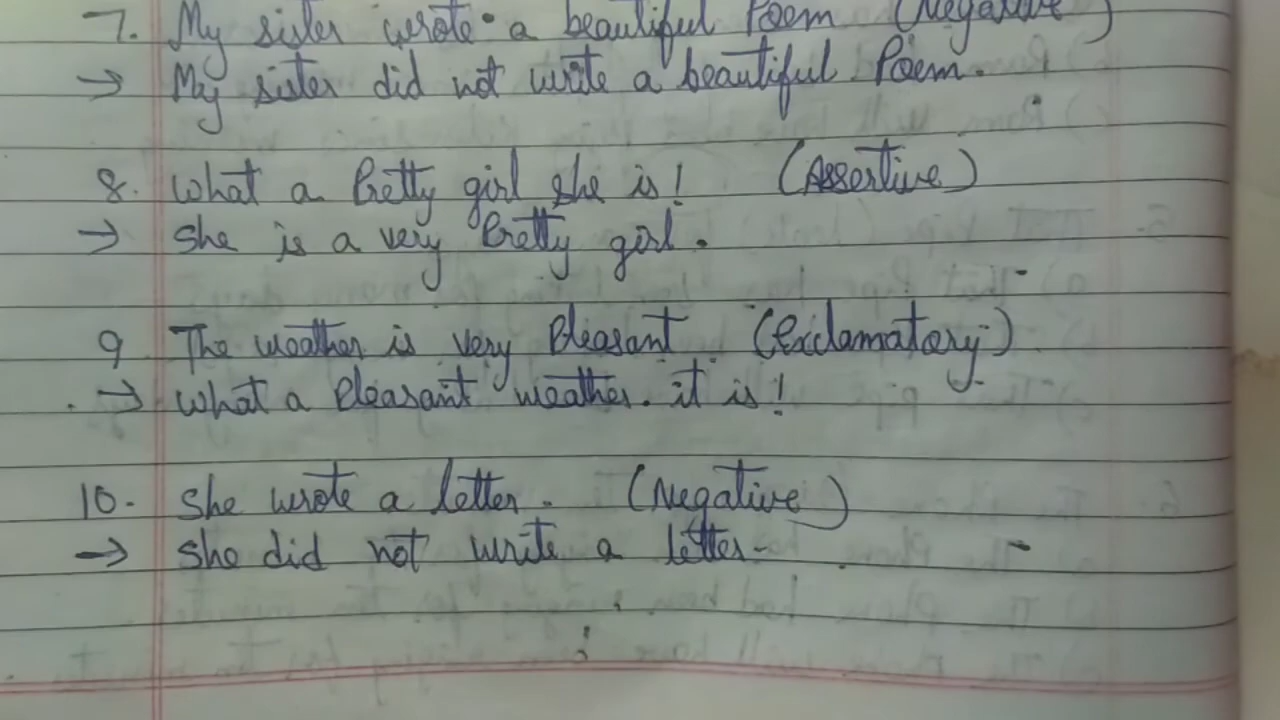 7. My sister wrote a beautiful Poem (Negative)
→ My sister did not write a beautiful Poem.
8. What a Pretty girl she is! (Assertive)
→ She is a very Pretty girl.
9 The weather is very Pleasant. (Exclamatory)
→ What a Pleasant weather it is!
10. She wrote a letter. (Negative)
→ She did not write a letter.